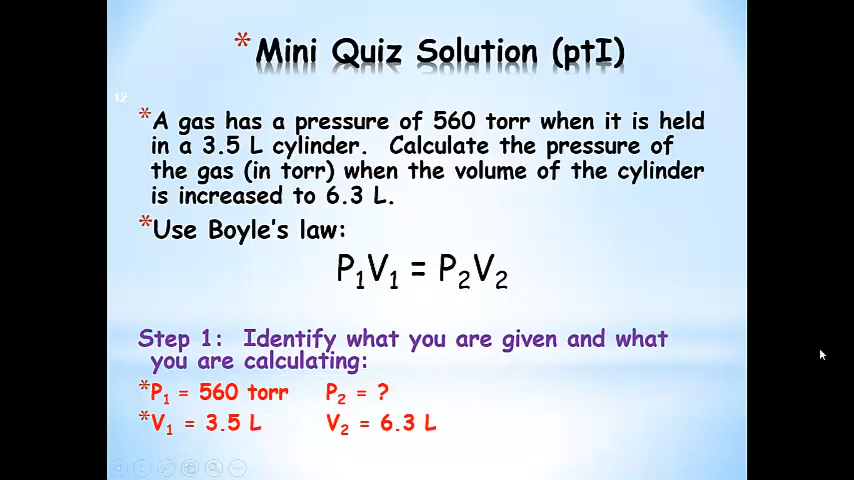 * Mini Quiz Solution (ptI)
12
* A gas has a pressure of 560 torr when it is held
in a 3.5 L cylinder. Calculate the pressure of
the gas (in torr) when the volume of the cylinder
is increased to 6.3 L.
* Use Boyle's law:
P₁V₁ = P₂V₂
Step 1: Identify what you are given and what
you are calculating:
* P₁ = 560 torr P₂ = ?
* V₁ = 3.5 L V₂ = 6.3 L